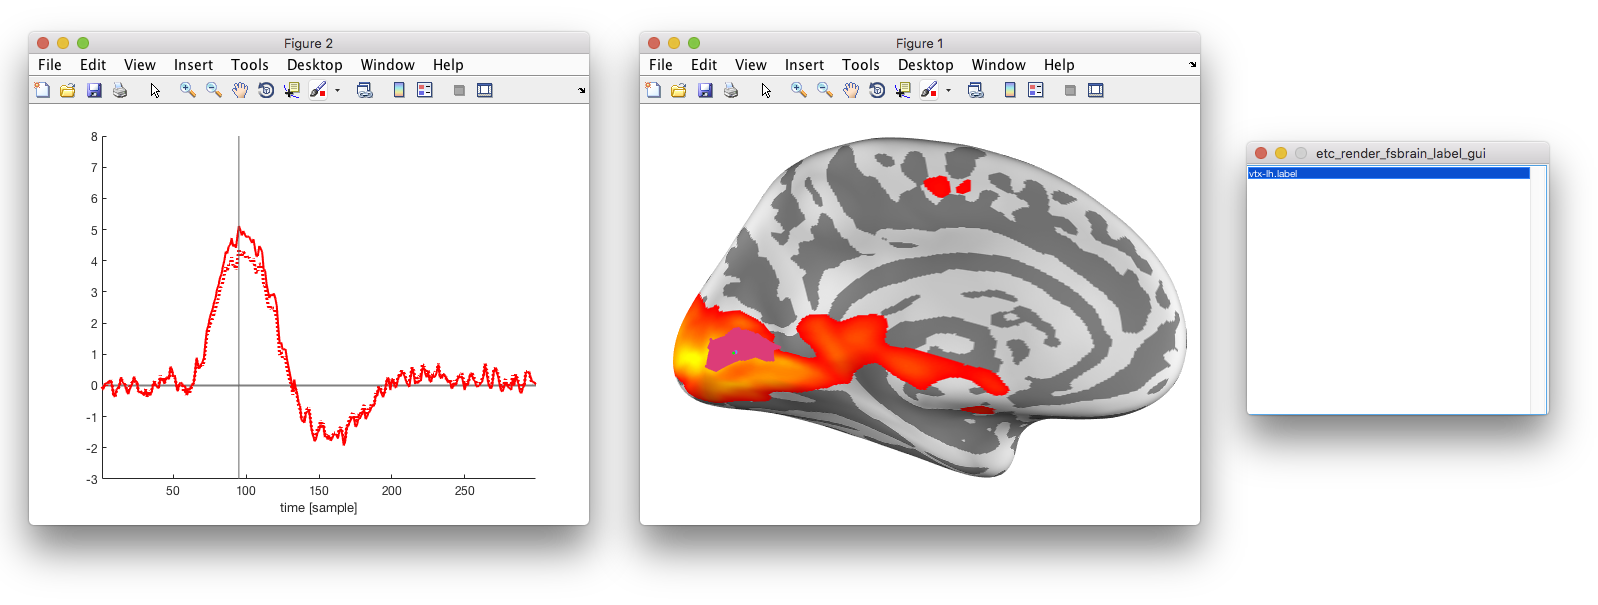 Figure 2
File Edit View Insert Tools Desktop Window Help
8
7
6
5
4
3
2
1
0
-1
-2
-3
50 100 150 200 250
time [sample]
Figure 1
File Edit View Insert Tools Desktop Window Help
etc_render_fsbrain_label_gui
vtx-lh.label